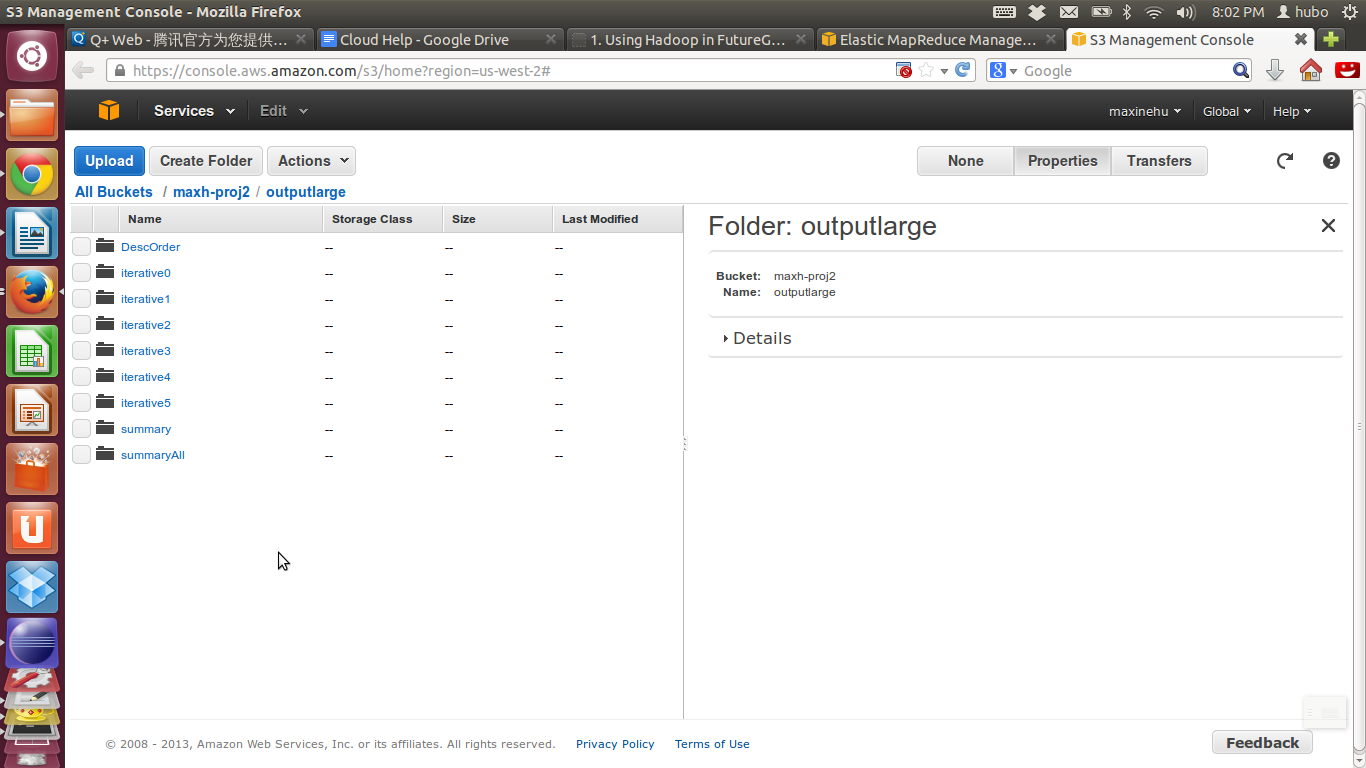 S3 Management Console - Mozilla Firefox
8:02 PM hubo
Q+ Web - 腾讯官方为您提供... Cloud Help - Google Drive 1. Using Hadoop in FutureG... Elastic MapReduce Manage... S3 Management Console
https://console.aws.amazon.com/s3/home?region=us-west-2# Google
Services Edit maxinehu Global Help
Upload Create Folder Actions None Properties Transfers
All Buckets / maxh-proj2 / outputlarge
Name Storage Class Size Last Modified
DescOrder -- -- --
iterative0 -- -- --
iterative1 -- -- --
iterative2 -- -- --
iterative3 -- -- --
iterative4 -- -- --
iterative5 -- -- --
summary -- -- --
summaryAll -- -- --
Folder: outputlarge
Bucket: maxh-proj2
Name: outputlarge
Details
© 2008 - 2013, Amazon Web Services, Inc. or its affiliates. All rights reserved. Privacy Policy Terms of Use
Feedback